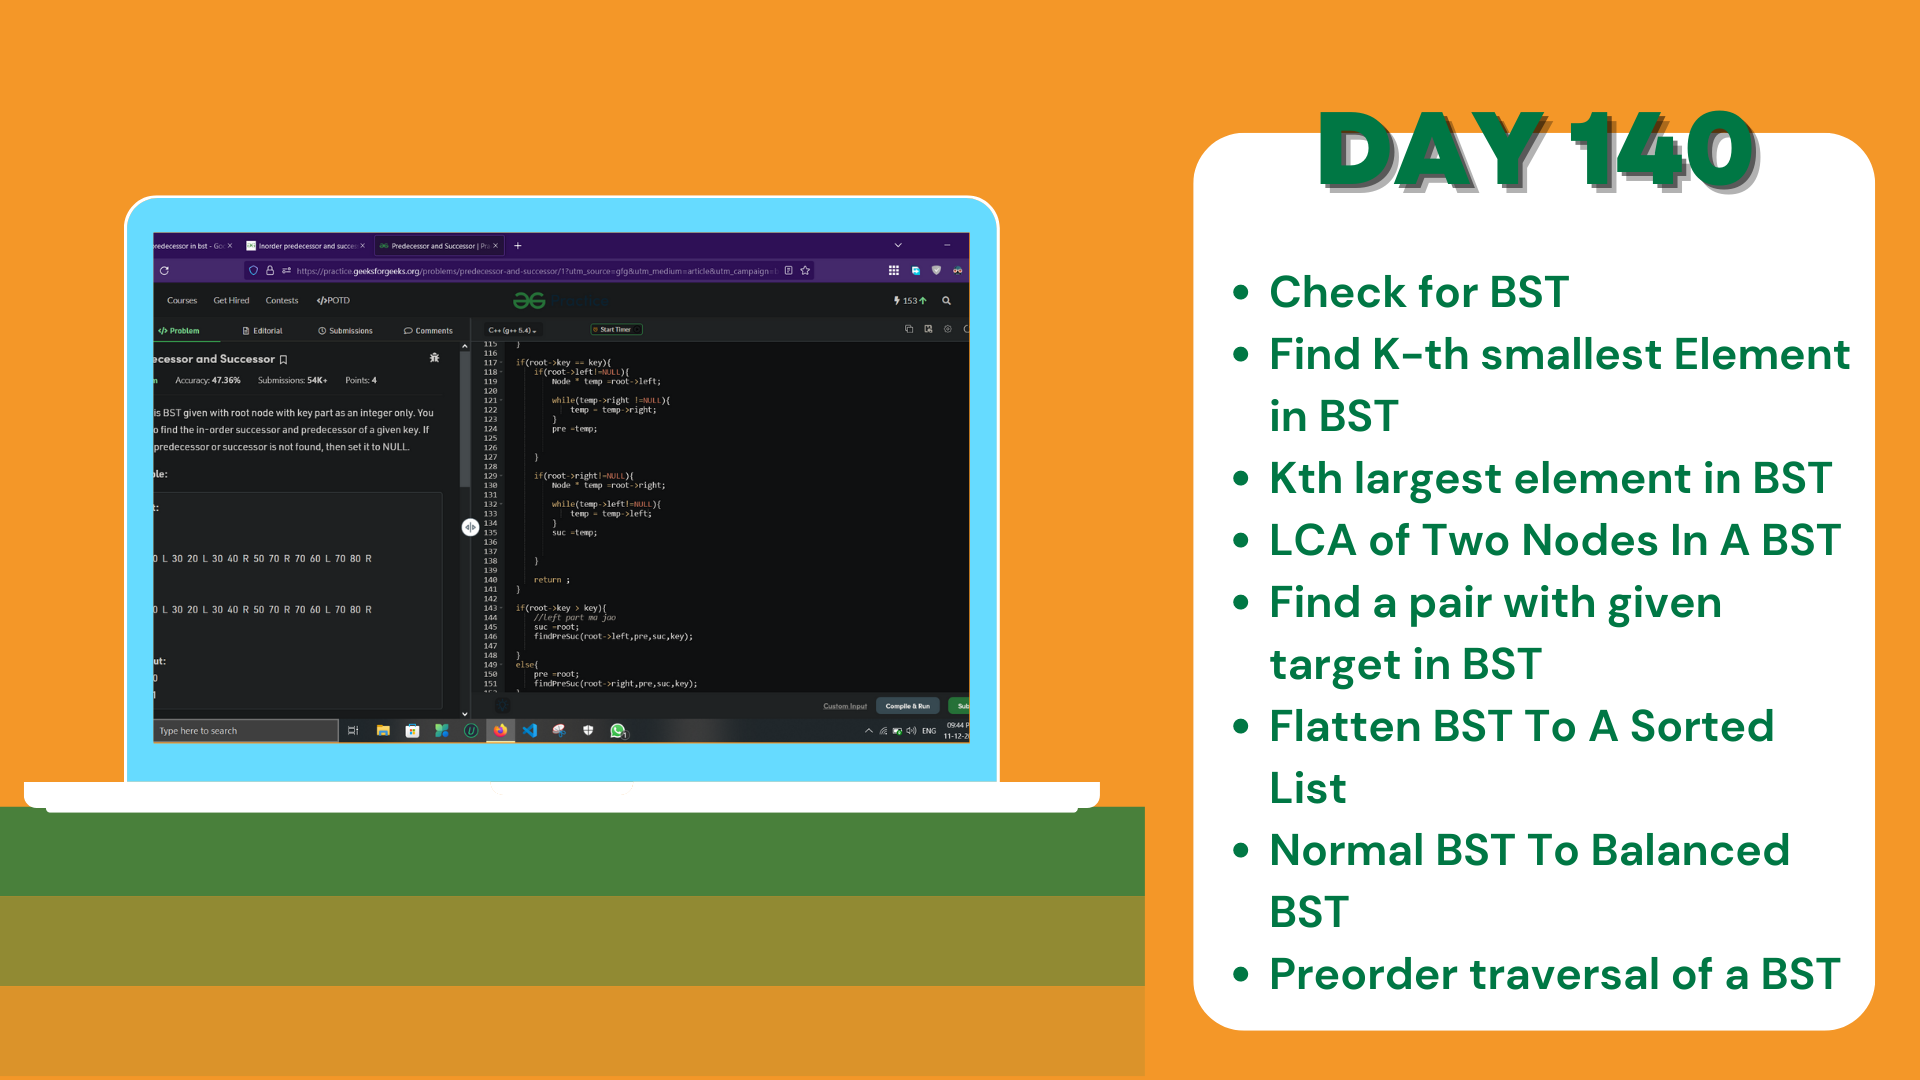 DAY 140
redecessor in bst - Go
Inorder predecessor and succes
Predecessor and Successor | Pra
https://practice.geeksforgeeks.org/problems/predecessor-and-successor/1?utm_source=gfg&utm_medium=article&utm_campaign=
Courses Get Hired Contests </>POTD
153
</> Problem Editorial Submissions Comments
C++ (g++ 5.4)
Start Timer
ecessor and Successor
Accuracy: 47.36% Submissions: 54K+ Points: 4
is BST given with root node with key part as an integer only. You
o find the in-order successor and predecessor of a given key. If
predecessor or successor is not found, then set it to NULL.
ble:
t:
0 L 30 20 L 30 40 R 50 70 R 70 60 L 70 80 R
0 L 30 20 L 30 40 R 50 70 R 70 60 L 70 80 R
ut:
0
115 }
116
117 if(root->key == key){
118 if(root->left!=NULL){
119 Node * temp =root->left;
120
121 while(temp->right !=NULL){
122 temp = temp->right;
123 }
124 pre =temp;
125
126
127 }
128
129 if(root->right!=NULL){
130 Node * temp =root->right;
131
132 while(temp->left!=NULL){
133 temp = temp->left;
134 }
135 suc =temp;
136
137
138 }
139
140 return ;
141 }
142
143 if(root->key > key){
144 //left part ma jao
145 suc =root;
146 findPreSuc(root->left,pre,suc,key);
147
148 }
149 else{
150 pre =root;
151 findPreSuc(root->right,pre,suc,key);
Custom Input Compile & Run Sub
Type here to search
ENG
09:44 P
11-12-2
• Check for BST
• Find K-th smallest Element
in BST
• Kth largest element in BST
• LCA of Two Nodes In A BST
• Find a pair with given
target in BST
• Flatten BST To A Sorted
List
• Normal BST To Balanced
BST
• Preorder traversal of a BST